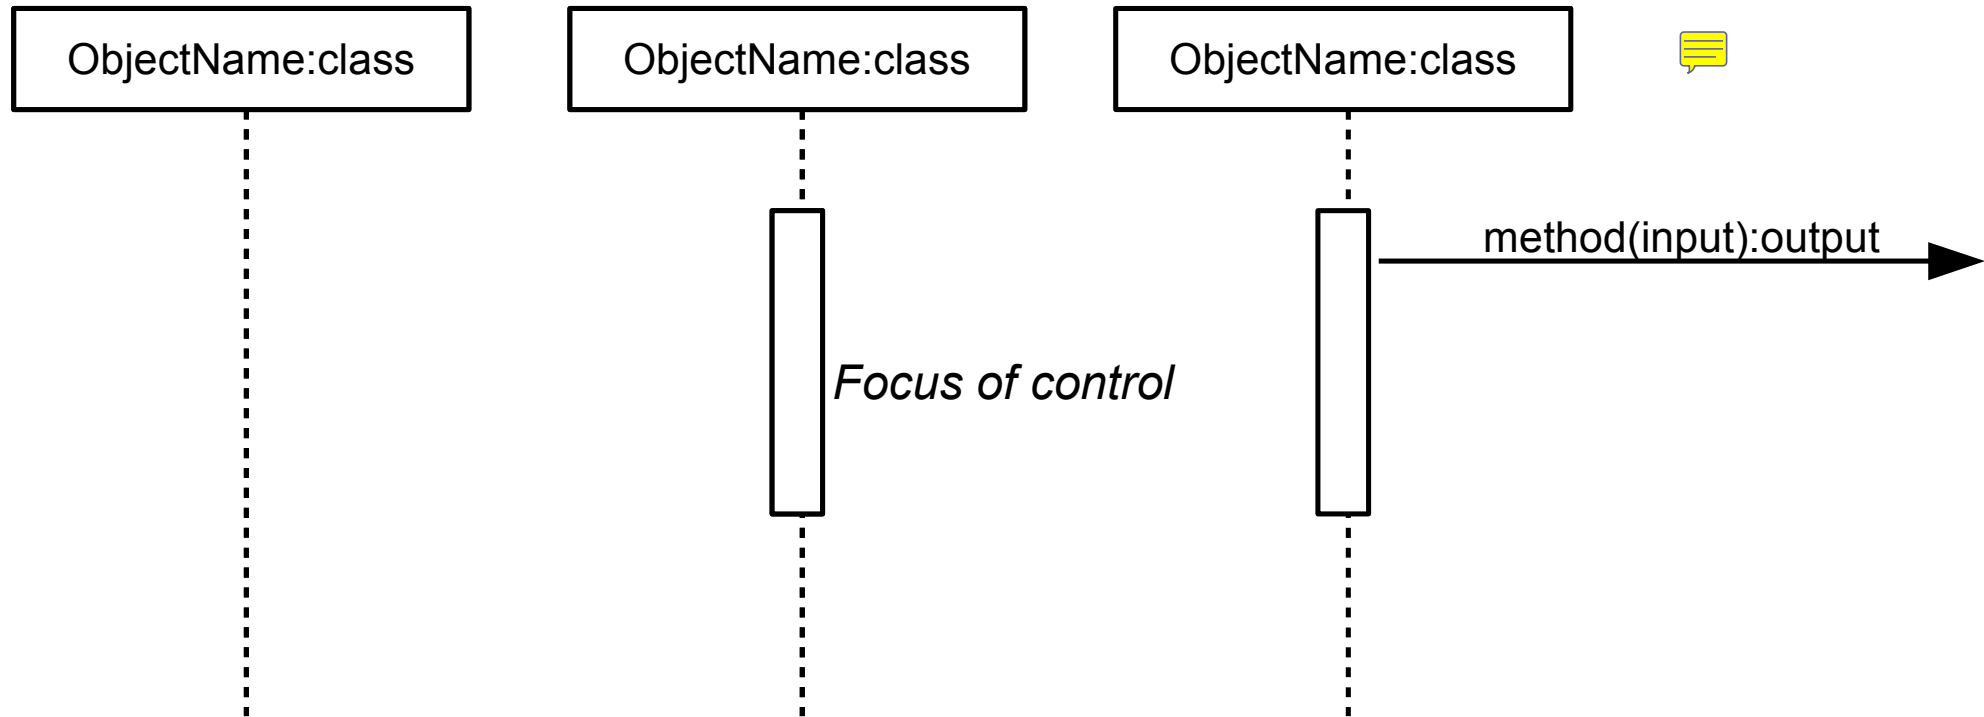 ObjectName:class
ObjectName:class
ObjectName:class
method(input):output
Focus of control